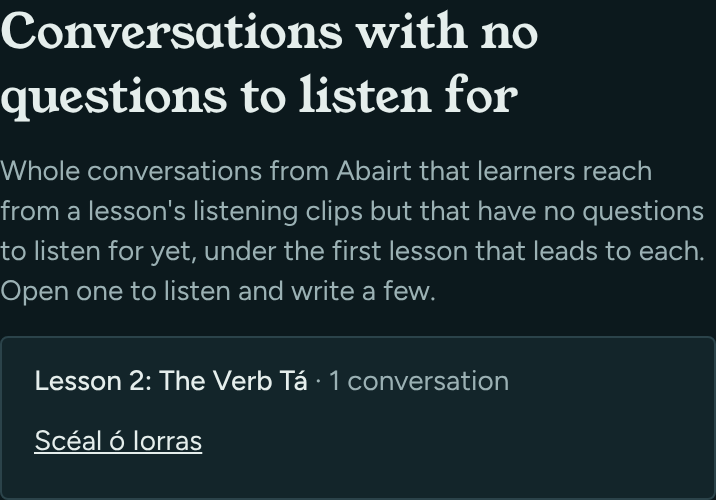 Conversations with no
questions to listen for
Whole conversations from Abairt that learners reach
from a lesson's listening clips but that have no questions
to listen for yet, under the first lesson that leads to each.
Open one to listen and write a few.
Lesson 2: The Verb Tá · 1 conversation
Scéal ó Iorras